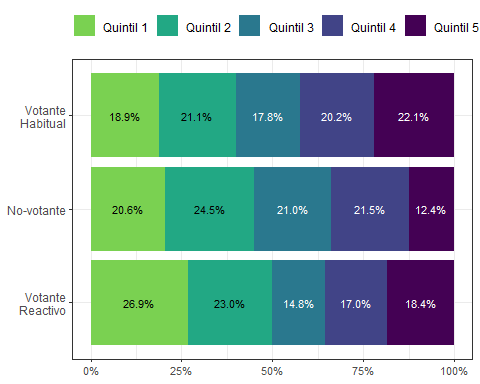 Quintil 1 Quintil 2 Quintil 3 Quintil 4 Quintil 5
Votante
Habitual
18.9% 21.1% 17.8% 20.2% 22.1%
No-votante
20.6% 24.5% 21.0% 21.5% 12.4%
Votante
Reactivo
26.9% 23.0% 14.8% 17.0% 18.4%
0% 25% 50% 75% 100%